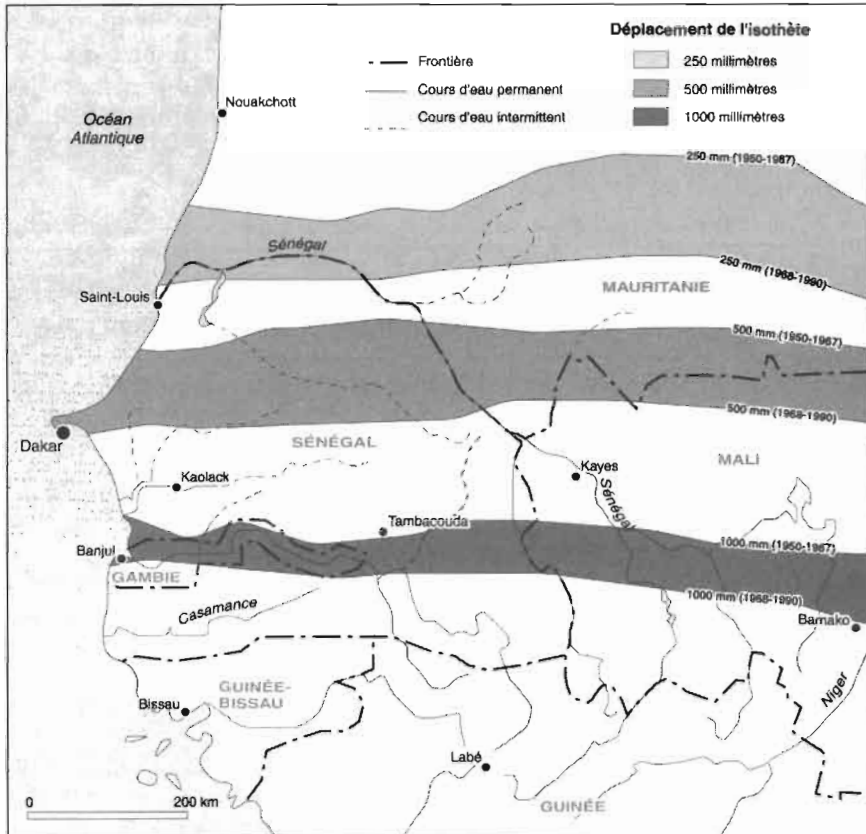 Déplacement de l'isohète
250 millimètres
500 millimètres
1000 millimètres
Frontière
Cours d'eau permanent
Cours d'eau intermittent
Océan
Atlantique
Nouakchott
250 mm (1950-1967)
Sénégal
250 mm (1968-1990)
Saint-Louis
MAURITANIE
500 mm (1950-1967)
500 mm (1968-1990)
Dakar
SÉNÉGAL
MALI
Kaolack
Kayes
Sénégal
Tambacouda
1000 mm (1950-1967)
Banjul
GAMBIE
Casamance
1000 mm (1968-1990)
Bamako
GUINÉE-
BISSAU
Bissau
Niger
Labé
GUINÉE
0
200 km